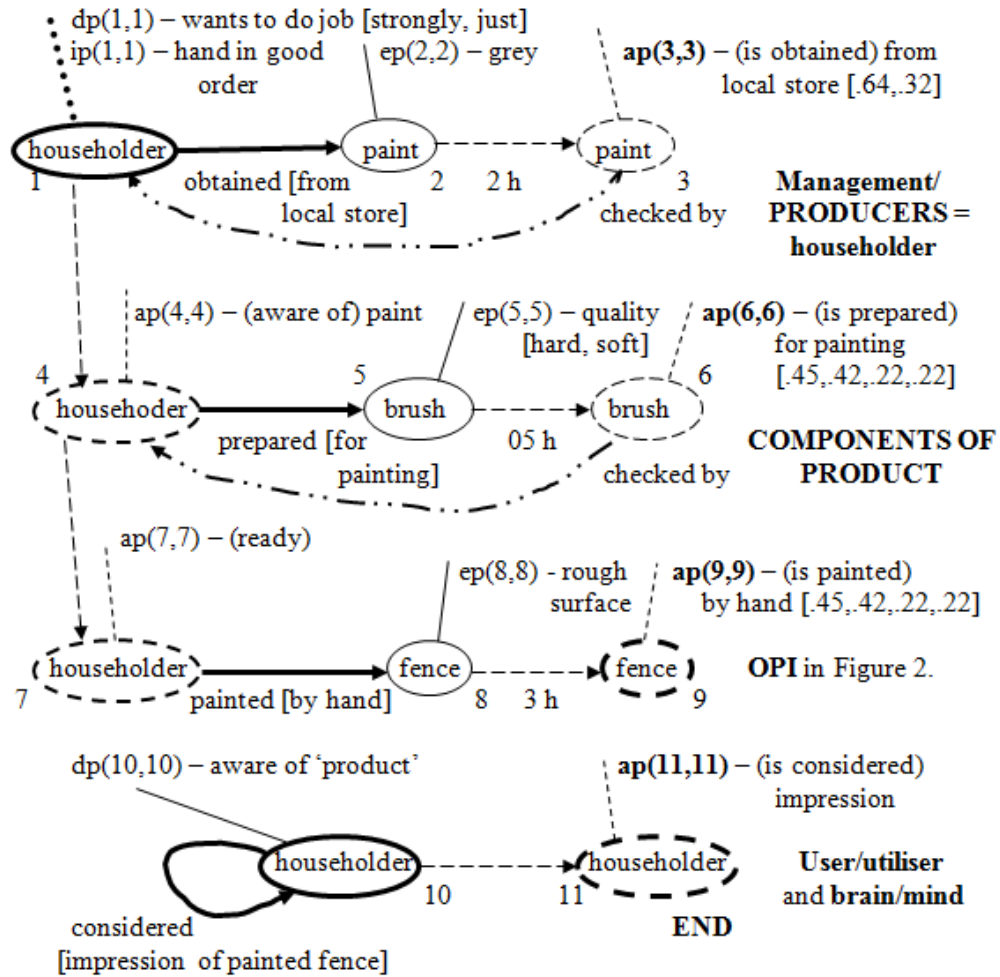 dp(1,1) – wants to do job [strongly, just]
ip(1,1) – hand in good
order
ep(2,2) – grey
ap(3,3) – (is obtained) from
local store [.64,.32]
householder
paint
paint
1
obtained [from
local store]
2
2 h
3
checked by
Management/
PRODUCERS =
householder
ap(4,4) – (aware of) paint
ep(5,5) – quality
[hard, soft]
ap(6,6) – (is prepared)
for painting
[.45,.42,.22,.22]
4
5
6
househoder
brush
brush
prepared [for
painting]
05 h
checked by
COMPONENTS OF
PRODUCT
ap(7,7) – (ready)
ep(8,8) - rough
surface
ap(9,9) – (is painted)
by hand [.45,.42,.22,.22]
householder
fence
fence
OPI in Figure 2.
7
painted [by hand]
8
3 h
9
dp(10,10) – aware of ‘product’
ap(11,11) – (is considered)
impression
householder
householder
User/utiliser
and brain/mind
10
11
considered
[impression of painted fence]
END